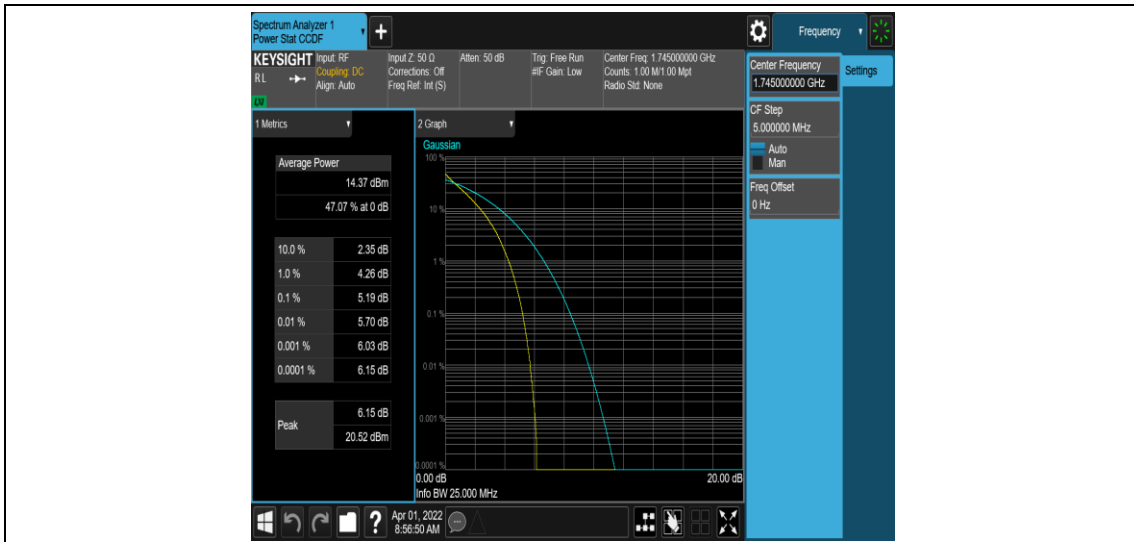 Spectrum Analyzer 1
Power Stat CCDF
+
Frequency
KEYSIGHT
RL
LXI
Input: RF
Coupling: DC
Align: Auto
Input Z: 50 Ω
Corrections: Off
Freq Ref: Int (S)
Atten: 50 dB
Trig: Free Run
#IF Gain: Low
Center Freq: 1.745000000 GHz
Counts: 1.00 M/1.00 Mpt
Radio Std: None
Center Frequency
1.745000000 GHz
Settings
CF Step
5.000000 MHz
Auto
Man
Freq Offset
0 Hz
1 Metrics
Average Power
14.37 dBm
47.07 % at 0 dB
10.0 % 2.35 dB
1.0 % 4.26 dB
0.1 % 5.19 dB
0.01 % 5.70 dB
0.001 % 6.03 dB
0.0001 % 6.15 dB
Peak
6.15 dB
20.52 dBm
2 Graph
Gaussian
100 %
10 %
1 %
0.1 %
0.01 %
0.001 %
0.0001 %
0.00 dB 20.00 dB
Info BW 25.000 MHz
?
Apr 01, 2022
8:56:50 AM